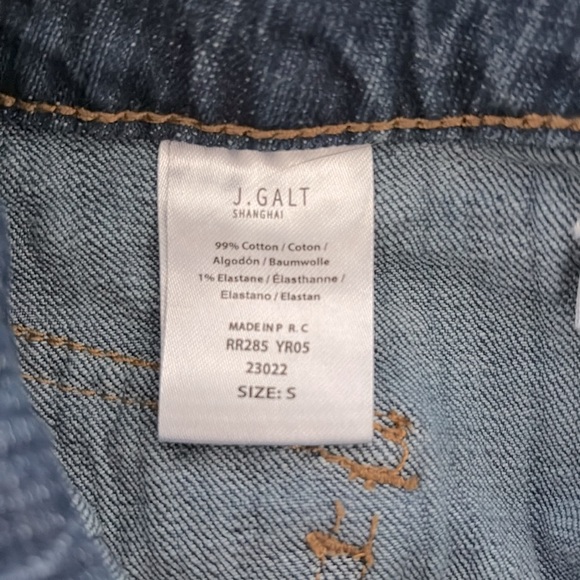 J.GALT
SHANGHAI
99% Cotton / Coton /
Algodón / Baumwolle
1% Elastane / Élasthanne /
Elastano / Elastan
MADE IN P R. C
RR285 YR05
23022
SIZE: S